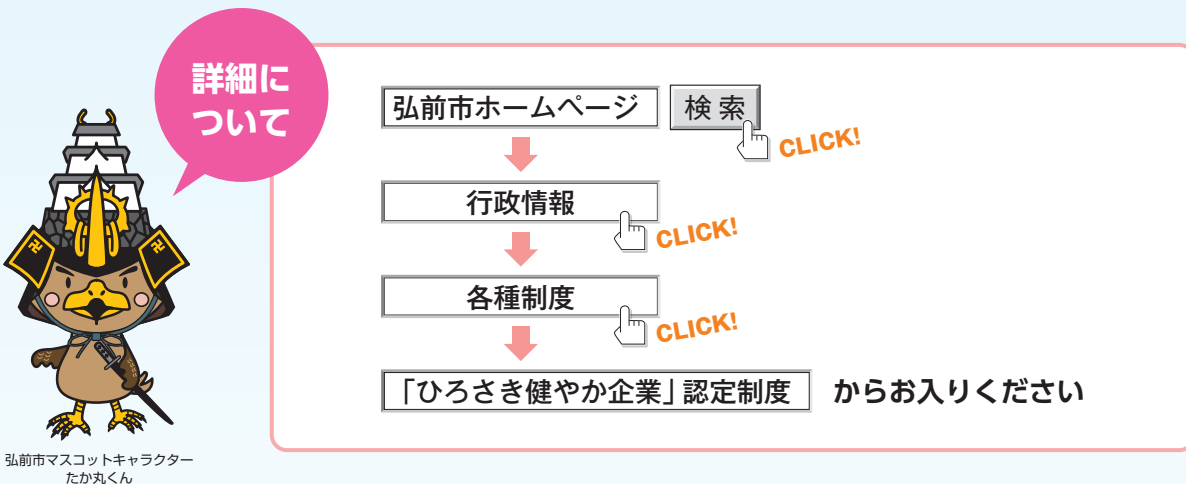 詳細に
ついて
弘前市ホームページ 検索
CLICK!
行政情報
CLICK!
各種制度
CLICK!
「ひろさき健やか企業」認定制度 からお入りください
卍 卍
弘前市マスコットキャラクター
たか丸くん